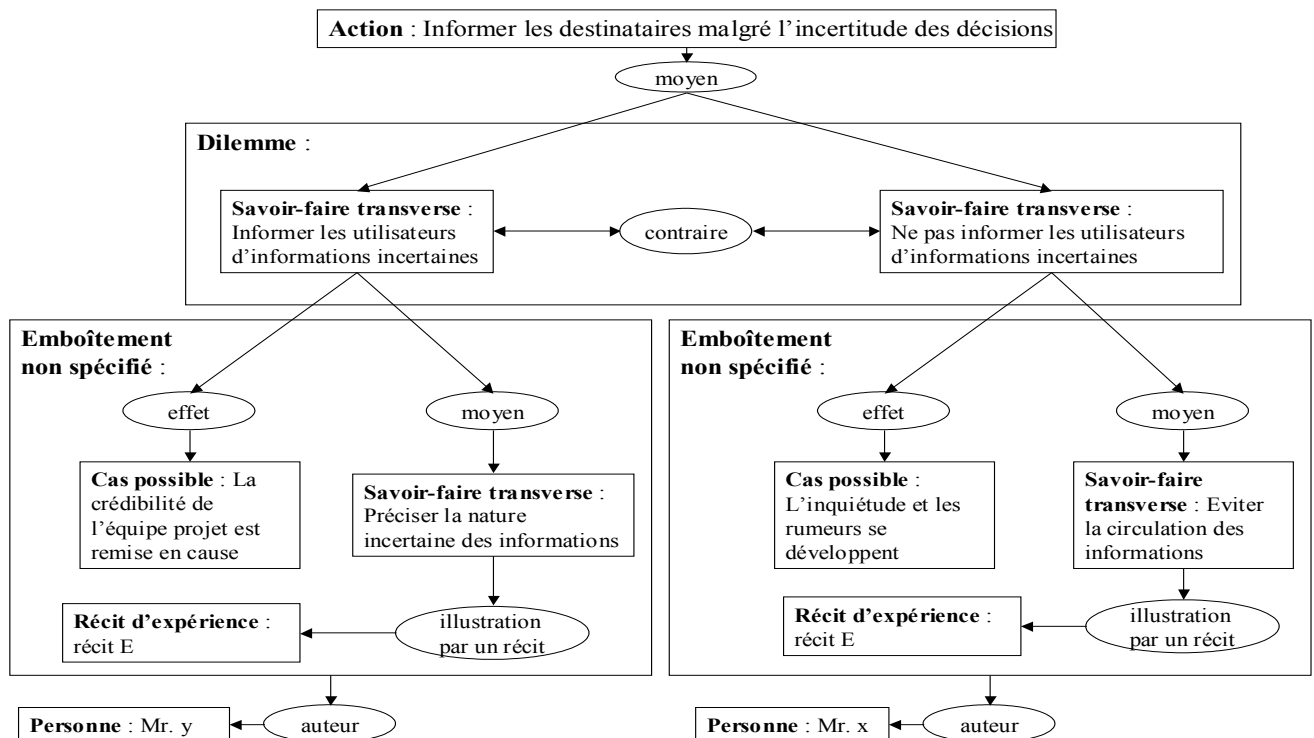 Action : Informer les destinataires malgré l’incertitude des décisions
moyen
Dilemme :
Savoir-faire transverse :
Informer les utilisateurs
d’informations incertaines
contraire
Savoir-faire transverse :
Ne pas informer les utilisateurs
d’informations incertaines
Emboîtement
non spécifié :
effet
moyen
Cas possible : La
crédibilité de
l’équipe projet est
remise en cause
Savoir-faire transverse :
Préciser la nature
incertaine des informations
Récit d’expérience :
récit E
illustration
par un récit
Personne : Mr. y
auteur
Emboîtement
non spécifié :
effet
moyen
Cas possible :
L’inquiétude et les
rumeurs se
développent
Savoir-faire
transverse : Eviter
la circulation des
informations
Récit d’expérience :
récit E
illustration
par un récit
Personne : Mr. x
auteur